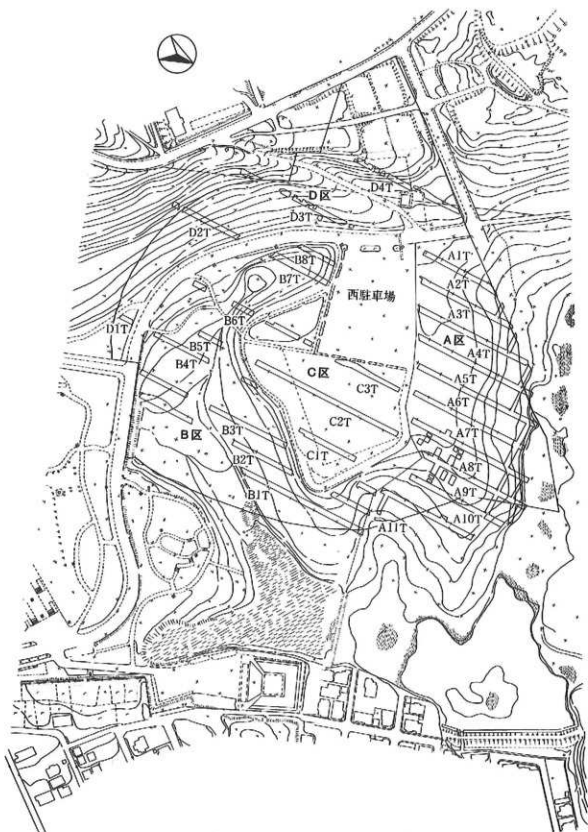 D区
D4T
D3T
D2T
B8T
B7T
A1T
A2T
西駐車場
A3T
B6T
D1T
A区
B5T
A4T
B4T
C区
C3T
A5T
A6T
B区
B3T
C2T
A7T
B2T
C1T
A8T
B1T
A9T
A10T
A11T